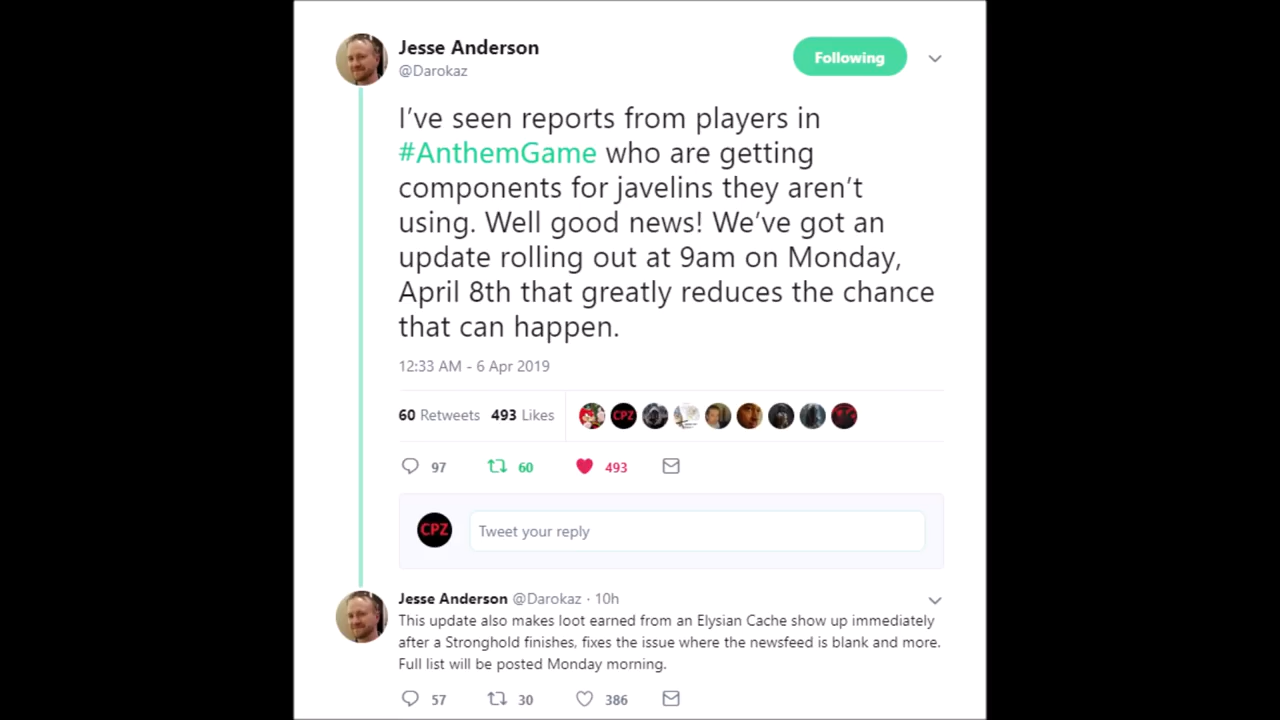 Jesse Anderson
@Darokaz
Following
I’ve seen reports from players in
#AnthemGame who are getting
components for javelins they aren’t
using. Well good news! We’ve got an
update rolling out at 9am on Monday,
April 8th that greatly reduces the chance
that can happen.
12:33 AM - 6 Apr 2019
60 Retweets 493 Likes
CPZ
97 60 493
CPZ
Tweet your reply
Jesse Anderson @Darokaz · 10h
This update also makes loot earned from an Elysian Cache show up immediately
after a Stronghold finishes, fixes the issue where the newsfeed is blank and more.
Full list will be posted Monday morning.
57 30 386